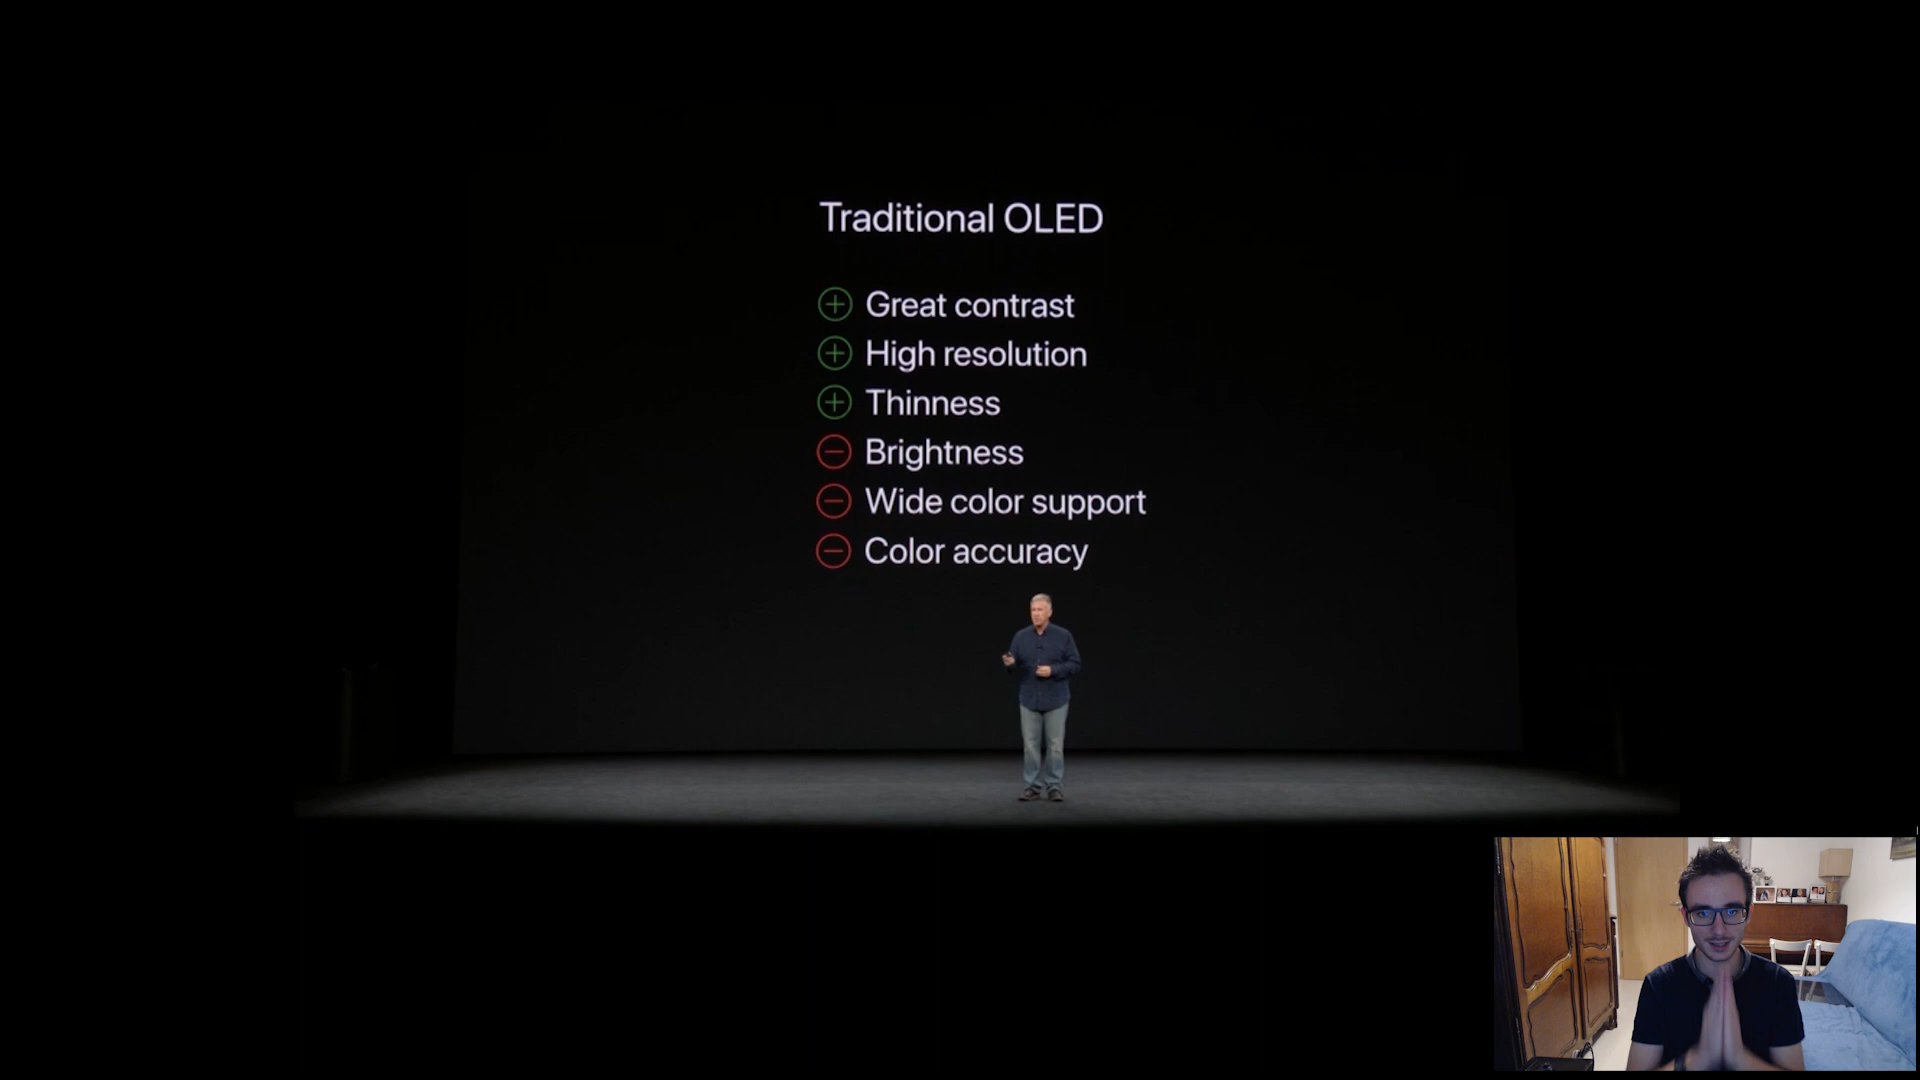 Traditional OLED
Great contrast
High resolution
Thinness
Brightness
Wide color support
Color accuracy